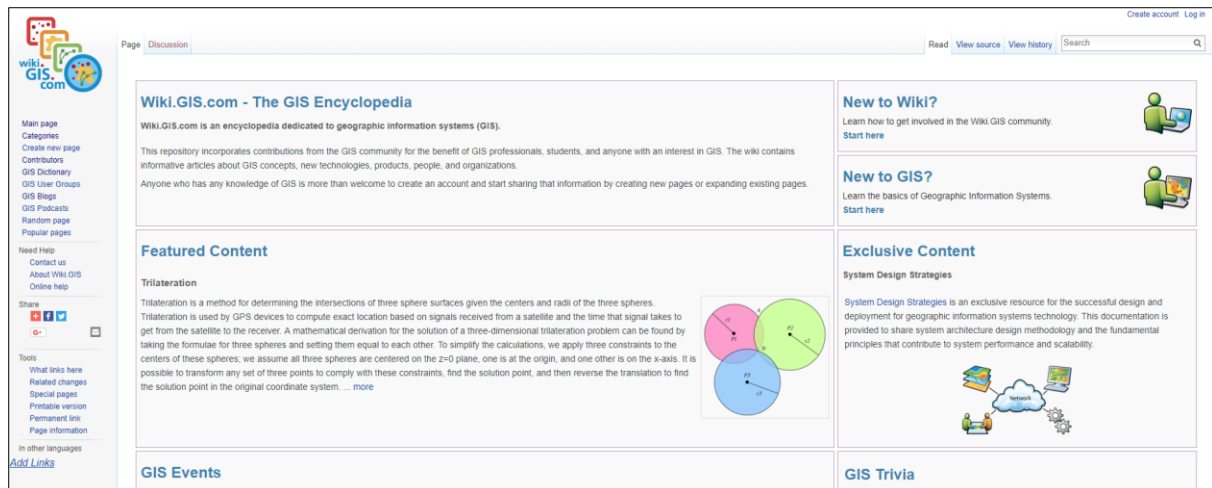 Create account Log in
wiki.
GIS.
com
Page Discussion
Read View source View history Search
Main page
Categories
Create new page
Contributors
GIS Dictionary
GIS User Groups
GIS Blogs
GIS Podcasts
Random page
Popular pages
Need Help
Contact us
About Wiki.GIS
Online help
Share
G+
Tools
What links here
Related changes
Special pages
Printable version
Permanent link
Page information
In other languages
Add Links
Wiki.GIS.com - The GIS Encyclopedia
Wiki.GIS.com is an encyclopedia dedicated to geographic information systems (GIS).
This repository incorporates contributions from the GIS community for the benefit of GIS professionals, students, and anyone with an interest in GIS. The wiki contains
informative articles about GIS concepts, new technologies, products, people, and organizations.
Anyone who has any knowledge of GIS is more than welcome to create an account and start sharing that information by creating new pages or expanding existing pages.
New to Wiki?
Learn how to get involved in the Wiki.GIS community.
Start here
New to GIS?
Learn the basics of Geographic Information Systems.
Start here
Featured Content
Trilateration
Trilateration is a method for determining the intersections of three sphere surfaces given the centers and radii of the three spheres.
Trilateration is used by GPS devices to compute exact location based on signals received from a satellite and the time that signal takes to
get from the satellite to the receiver. A mathematical derivation for the solution of a three-dimensional trilateration problem can be found by
taking the formulae for three spheres and setting them equal to each other. To simplify the calculations, we apply three constraints to the
centers of these spheres; we assume all three spheres are centered on the z=0 plane, one is at the origin, and one other is on the x-axis. It is
possible to transform any set of three points to comply with these constraints, find the solution point, and then reverse the translation to find
the solution point in the original coordinate system. ... more
r1
P1
A
B
P2
r2
P3
r3
Exclusive Content
System Design Strategies
System Design Strategies is an exclusive resource for the successful design and
deployment for geographic information systems technology. This documentation is
provided to share system architecture design methodology and the fundamental
principles that contribute to system performance and scalability.
Network
GIS Events
GIS Trivia